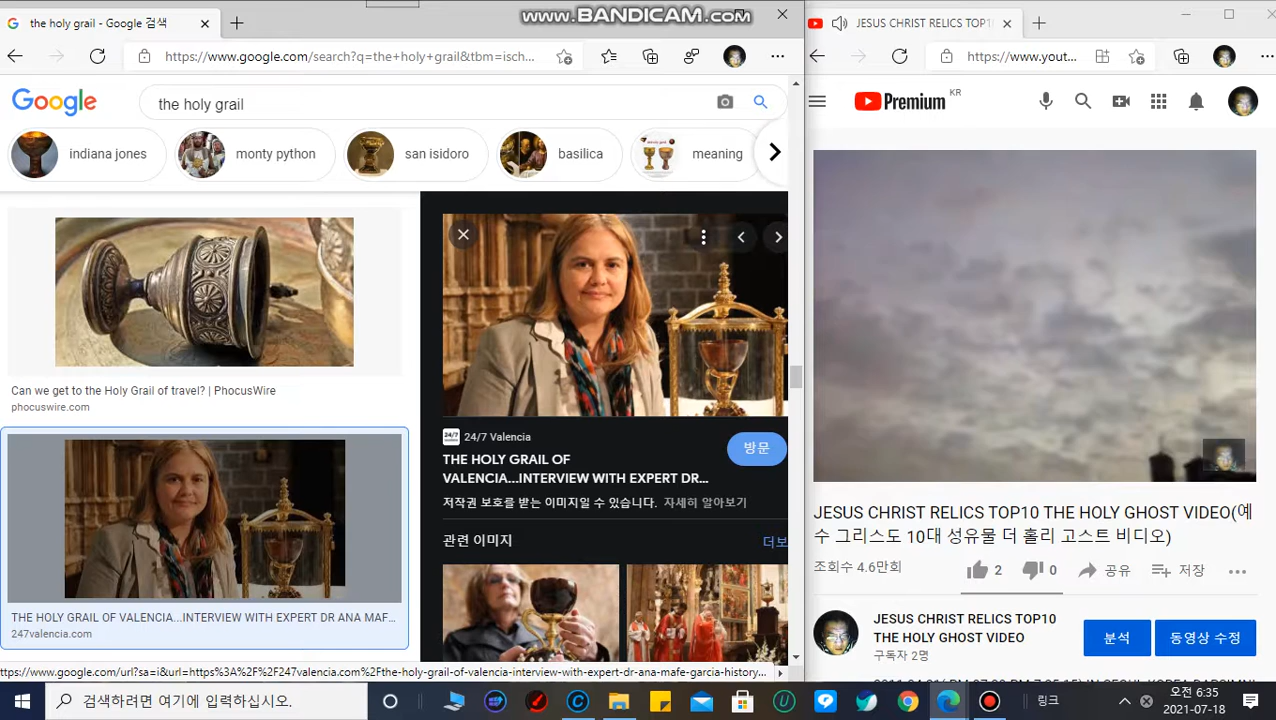 the holy grail - Google 검색
www.BANDICAM.com
https://www.google.com/search?q=the+holy+grail&tbm=isch...
Google
the holy grail
indiana jones
monty python
san isidoro
basilica
meaning
Can we get to the Holy Grail of travel? | PhocusWire
phocuswire.com
THE HOLY GRAIL OF VALENCIA...INTERVIEW WITH EXPERT DR ANA MAF...
247valencia.com
24/7 Valencia
THE HOLY GRAIL OF
VALENCIA...INTERVIEW WITH EXPERT DR...
방문
저작권 보호를 받는 이미지일 수 있습니다. 자세히 알아보기
관련 이미지
더보
https://www.google.com/url?sa=i&url=https%3A%2F%2F247valencia.com%2Fthe-holy-grail-of-valencia-interview-with-expert-dr-ana-mafe-garcia-history...
JESUS CHRIST RELICS TOP1
https://www.yout...
Premium KR
JESUS CHRIST RELICS TOP10 THE HOLY GHOST VIDEO(예
수 그리스도 10대 성유물 더 홀리 고스트 비디오)
조회수 4.6만회
2
0
공유
저장
JESUS CHRIST RELICS TOP10
THE HOLY GHOST VIDEO
구독자 2명
분석
동영상 수정
검색하려면 여기에 입력하십시오.
링크
오전 6:35
2021-07-18